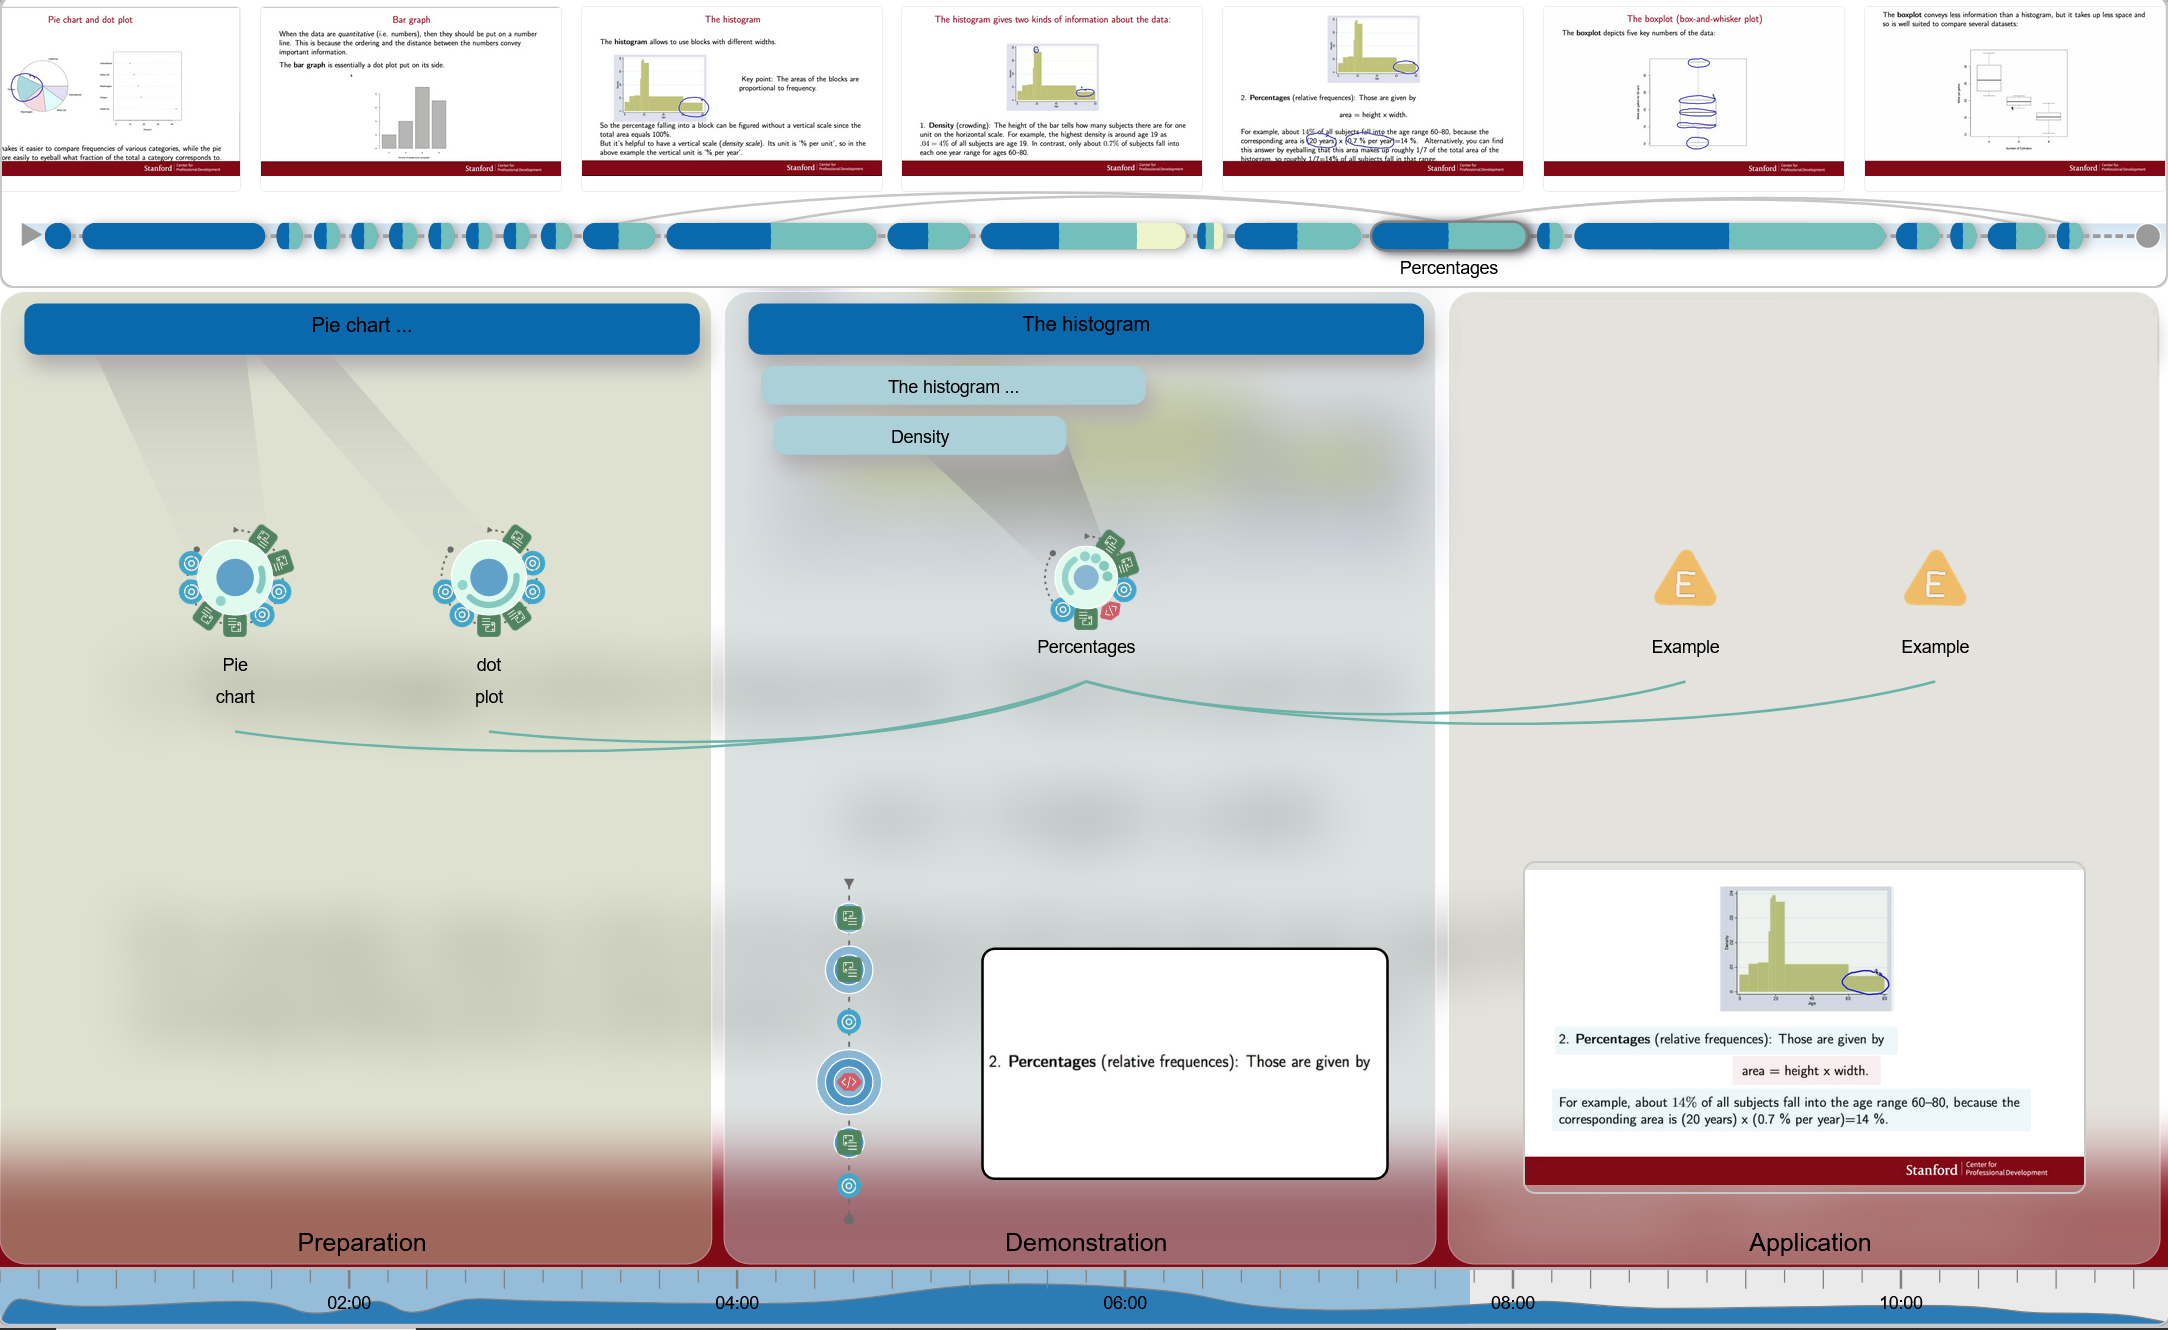 Pie chart and dot plot
akes it easier to compare frequencies of various categories, while the pie
ore easily to eyeball what fraction of the total a category corresponds to.
Stanford Center for Professional Development
Bar graph
When the data are quantitative (i.e. numbers), then they should be put on a number
line. This is because the ordering and the distance between the numbers convey
important information.
The bar graph is essentially a dot plot put on its side.
Stanford Center for Professional Development
The histogram
The histogram allows to use blocks with different widths.
Key point: The areas of the blocks are
proportional to frequency.
So the percentage falling into a block can be figured without a vertical scale since the
total area equals 100%.
But it's helpful to have a vertical scale (density scale). Its unit is '% per unit', so in the
above example the vertical unit is '% per year'.
Stanford Center for Professional Development
The histogram gives two kinds of information about the data:
1. Density (crowding): The height of the bar tells how many subjects there are for one
unit on the horizontal scale. For example, the highest density is around age 19 as
.04 = 4% of all subjects are age 19. In contrast, only about 0.7% of subjects fall into
each one year range for ages 60–80.
Stanford Center for Professional Development
2. Percentages (relative frequences): Those are given by
area = height x width.
For example, about 14% of all subjects fall into the age range 60–80, because the
corresponding area is (20 years) x (0.7 % per year)=14 %. Alternatively, you can find
this answer by eyeballing that this area makes up roughly 1/7 of the total area of the
histogram, so roughly 1/7=14% of all subjects fall in that range.
Stanford Center for Professional Development
The boxplot (box-and-whisker plot)
The boxplot depicts five key numbers of the data:
Stanford Center for Professional Development
The boxplot conveys less information than a histogram, but it takes up less space and
so is well suited to compare several datasets:
Number of Cylinders
Stanford Center for Professional Development
Percentages
Pie chart ...
The histogram
The histogram ...
Density
Pie
chart
dot
plot
Percentages
E
E
Example
Example
2. Percentages (relative frequences): Those are given by
Density
0 20 40 60 80
Age
2. Percentages (relative frequences): Those are given by
area = height x width.
For example, about 14% of all subjects fall into the age range 60–80, because the
corresponding area is (20 years) x (0.7 % per year)=14 %.
Stanford Center for
Professional Development
Preparation
Demonstration
Application
02:00 04:00 06:00 08:00 10:00